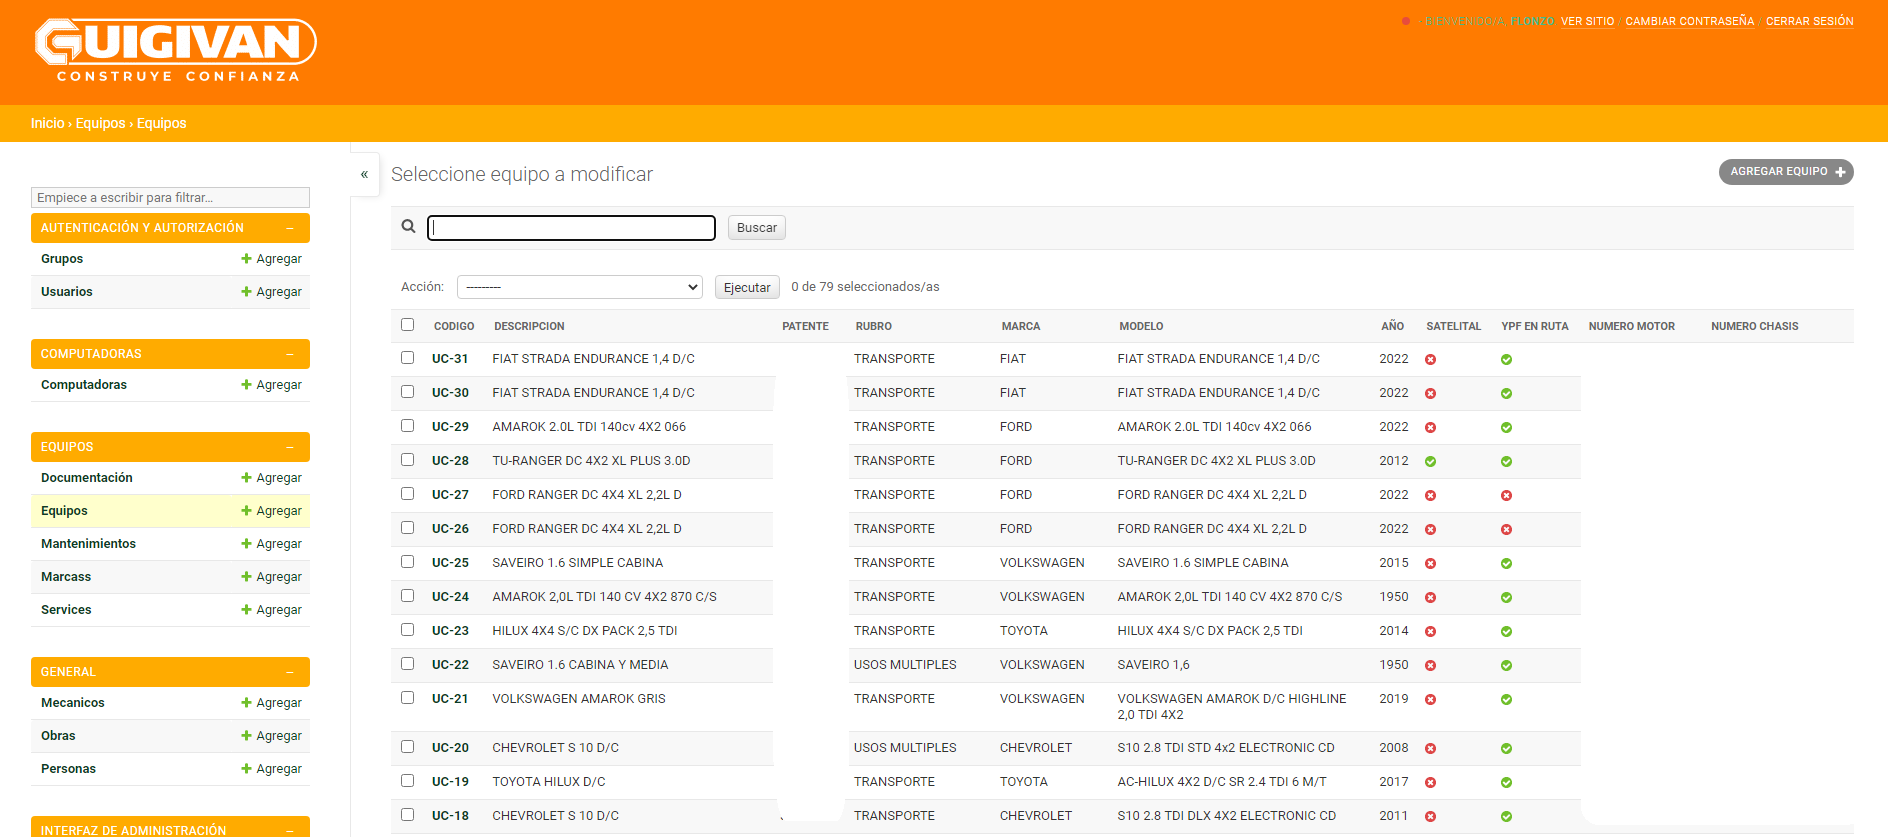 GUIGIVAN
CONSTRUYE CONFIANZA
BIENVENIDO/A, FLONZO. VER SITIO / CAMBIAR CONTRASEÑA / CERRAR SESIÓN
Inicio › Equipos › Equipos
«
Seleccione equipo a modificar
AGREGAR EQUIPO +
Empiece a escribir para filtrar...
AUTENTICACIÓN Y AUTORIZACIÓN –
Grupos + Agregar
Usuarios + Agregar
COMPUTADORAS –
Computadoras + Agregar
EQUIPOS –
Documentación + Agregar
Equipos + Agregar
Mantenimientos + Agregar
Marcass + Agregar
Services + Agregar
GENERAL –
Mecanicos + Agregar
Obras + Agregar
Personas + Agregar
INTERFAZ DE ADMINISTRACIÓN –
Buscar
Acción: --------- Ejecutar 0 de 79 seleccionados/as
CODIGO DESCRIPCION PATENTE RUBRO MARCA MODELO AÑO SATELITAL YPF EN RUTA NUMERO MOTOR NUMERO CHASIS
UC-31 FIAT STRADA ENDURANCE 1,4 D/C TRANSPORTE FIAT FIAT STRADA ENDURANCE 1,4 D/C 2022
UC-30 FIAT STRADA ENDURANCE 1,4 D/C TRANSPORTE FIAT FIAT STRADA ENDURANCE 1,4 D/C 2022
UC-29 AMAROK 2.0L TDI 140cv 4X2 066 TRANSPORTE FORD AMAROK 2.0L TDI 140cv 4X2 066 2022
UC-28 TU-RANGER DC 4X2 XL PLUS 3.0D TRANSPORTE FORD TU-RANGER DC 4X2 XL PLUS 3.0D 2012
UC-27 FORD RANGER DC 4X4 XL 2,2L D TRANSPORTE FORD FORD RANGER DC 4X4 XL 2,2L D 2022
UC-26 FORD RANGER DC 4X4 XL 2,2L D TRANSPORTE FORD FORD RANGER DC 4X4 XL 2,2L D 2022
UC-25 SAVEIRO 1.6 SIMPLE CABINA TRANSPORTE VOLKSWAGEN SAVEIRO 1.6 SIMPLE CABINA 2015
UC-24 AMAROK 2,0L TDI 140 CV 4X2 870 C/S TRANSPORTE VOLKSWAGEN AMAROK 2,0L TDI 140 CV 4X2 870 C/S 1950
UC-23 HILUX 4X4 S/C DX PACK 2,5 TDI TRANSPORTE TOYOTA HILUX 4X4 S/C DX PACK 2,5 TDI 2014
UC-22 SAVEIRO 1.6 CABINA Y MEDIA USOS MULTIPLES VOLKSWAGEN SAVEIRO 1,6 1950
UC-21 VOLKSWAGEN AMAROK GRIS TRANSPORTE VOLKSWAGEN VOLKSWAGEN AMAROK D/C HIGHLINE 2019
2,0 TDI 4X2
UC-20 CHEVROLET S 10 D/C USOS MULTIPLES CHEVROLET S10 2.8 TDI STD 4x2 ELECTRONIC CD 2008
UC-19 TOYOTA HILUX D/C TRANSPORTE TOYOTA AC-HILUX 4X2 D/C SR 2.4 TDI 6 M/T 2017
UC-18 CHEVROLET S 10 D/C TRANSPORTE CHEVROLET S10 2.8 TDI DLX 4X2 ELECTRONIC CD 2011